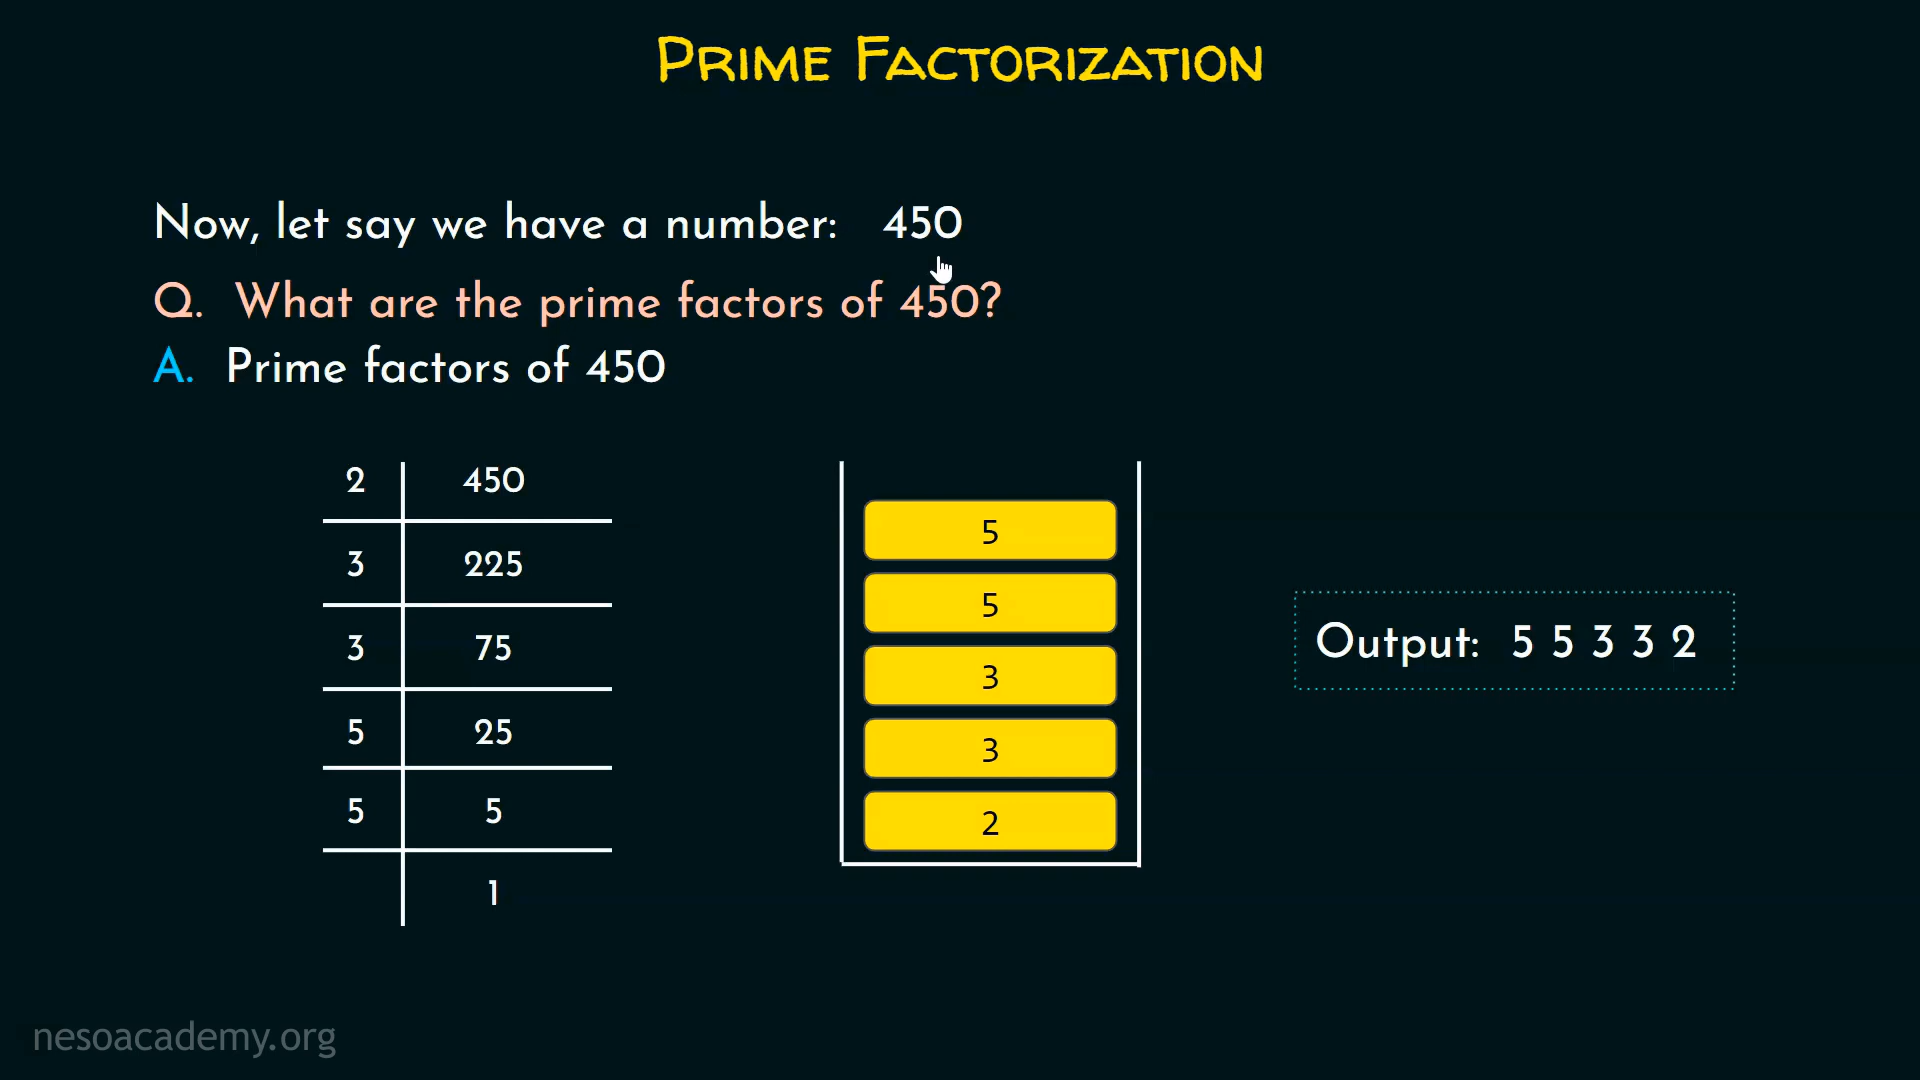 PRIME FACTORIZATION
Now, let say we have a number: 450
Q. What are the prime factors of 450?
A. Prime factors of 450
2 450
3 225
3 75
5 25
5 5
1
5
5
3
3
2
Output: 5 5 3 3 2
nesoacademy.org